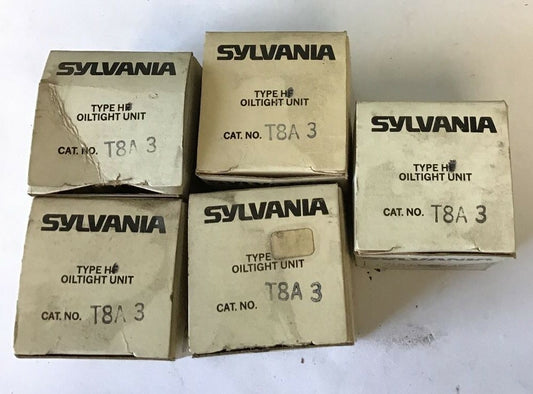 SYLVANIA
TYPE HF
OILTIGHT UNIT
CAT. NO. T8A 3
SYLVANIA
TYPE HF
OILTIGHT UNIT
CAT. NO. T8A 3
SYLVANIA
TYPE HF
OILTIGHT UNIT
CAT. NO. T8A 3
SYLVANIA
TYPE HF
OILTIGHT UNIT
CAT. NO. T8A 3
SYLVANIA
TYPE
OILTIGHT UNIT
CAT. NO. T8A 3
SYLVANIA